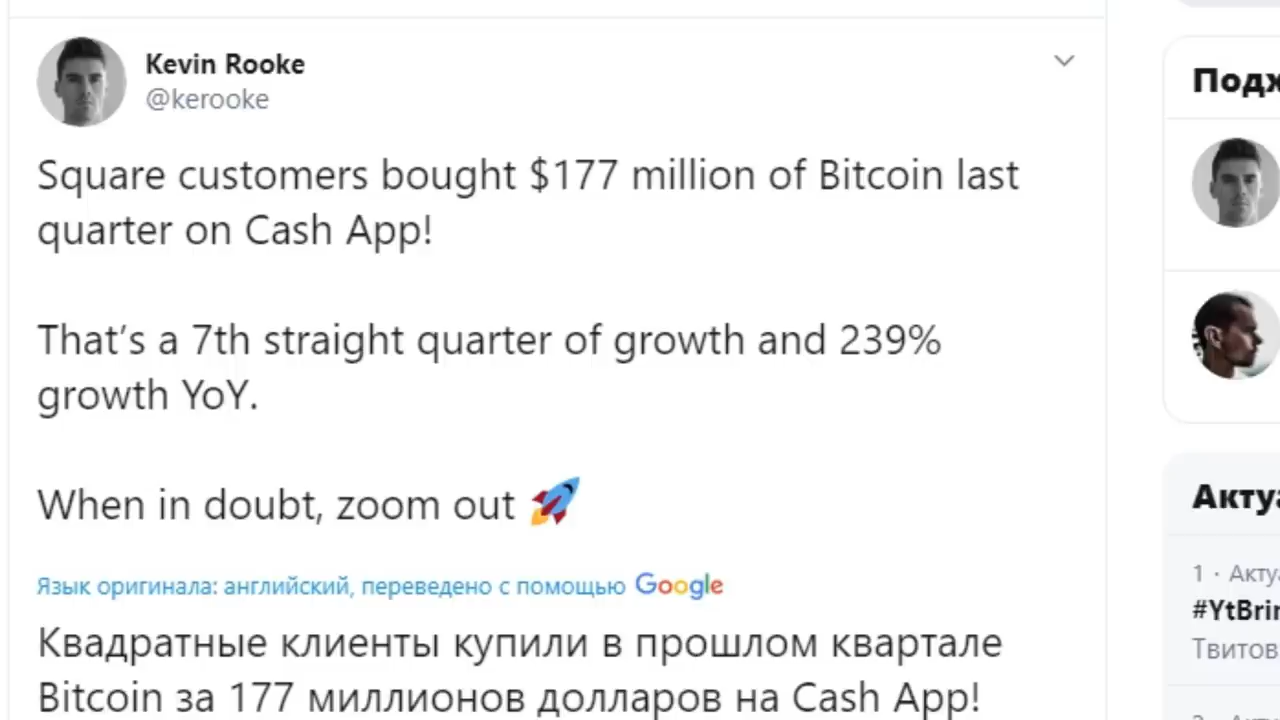 Kevin Rooke
@kerooke
Square customers bought $177 million of Bitcoin last
quarter on Cash App!
That's a 7th straight quarter of growth and 239%
growth YoY.
When in doubt, zoom out 🚀
Язык оригинала: английский, переведено с помощью Google
Квадратные клиенты купили в прошлом квартале
Bitcoin за 177 миллионов долларов на Cash App!
Подх
Акту
1 · Акту
#YtBri
Твитов